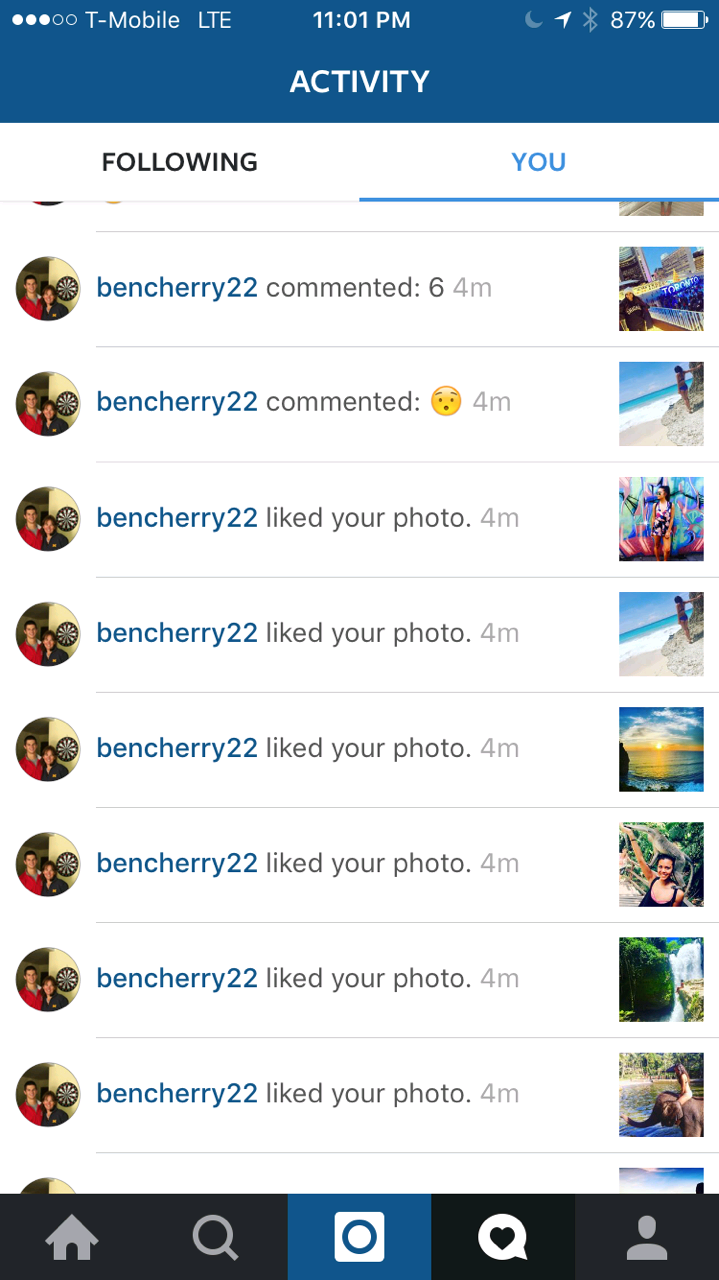 T-Mobile LTE 11:01 PM 87%
ACTIVITY
FOLLOWING YOU
bencherry22 commented: 6 4m
TORONTO
bencherry22 commented: 😯 4m
bencherry22 liked your photo. 4m
bencherry22 liked your photo. 4m
bencherry22 liked your photo. 4m
bencherry22 liked your photo. 4m
bencherry22 liked your photo. 4m
bencherry22 liked your photo. 4m